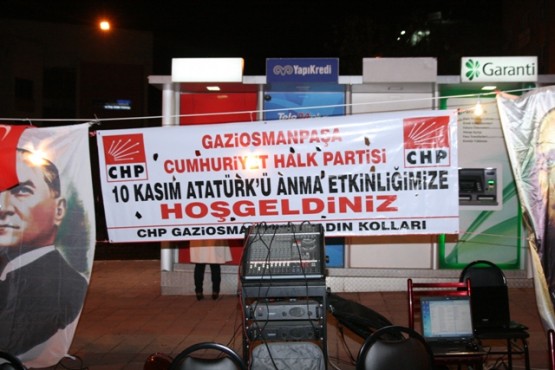 YapıKredi
Garanti
GAZİOSMANPAŞA
CUMHURİYET HALK PARTİSİ
CHP
CHP
10 KASIM ATATÜRK'Ü ANMA ETKİNLİĞİMİZE
HOŞGELDİNİZ
CHP GAZİOSMA ADIN KOLLARI